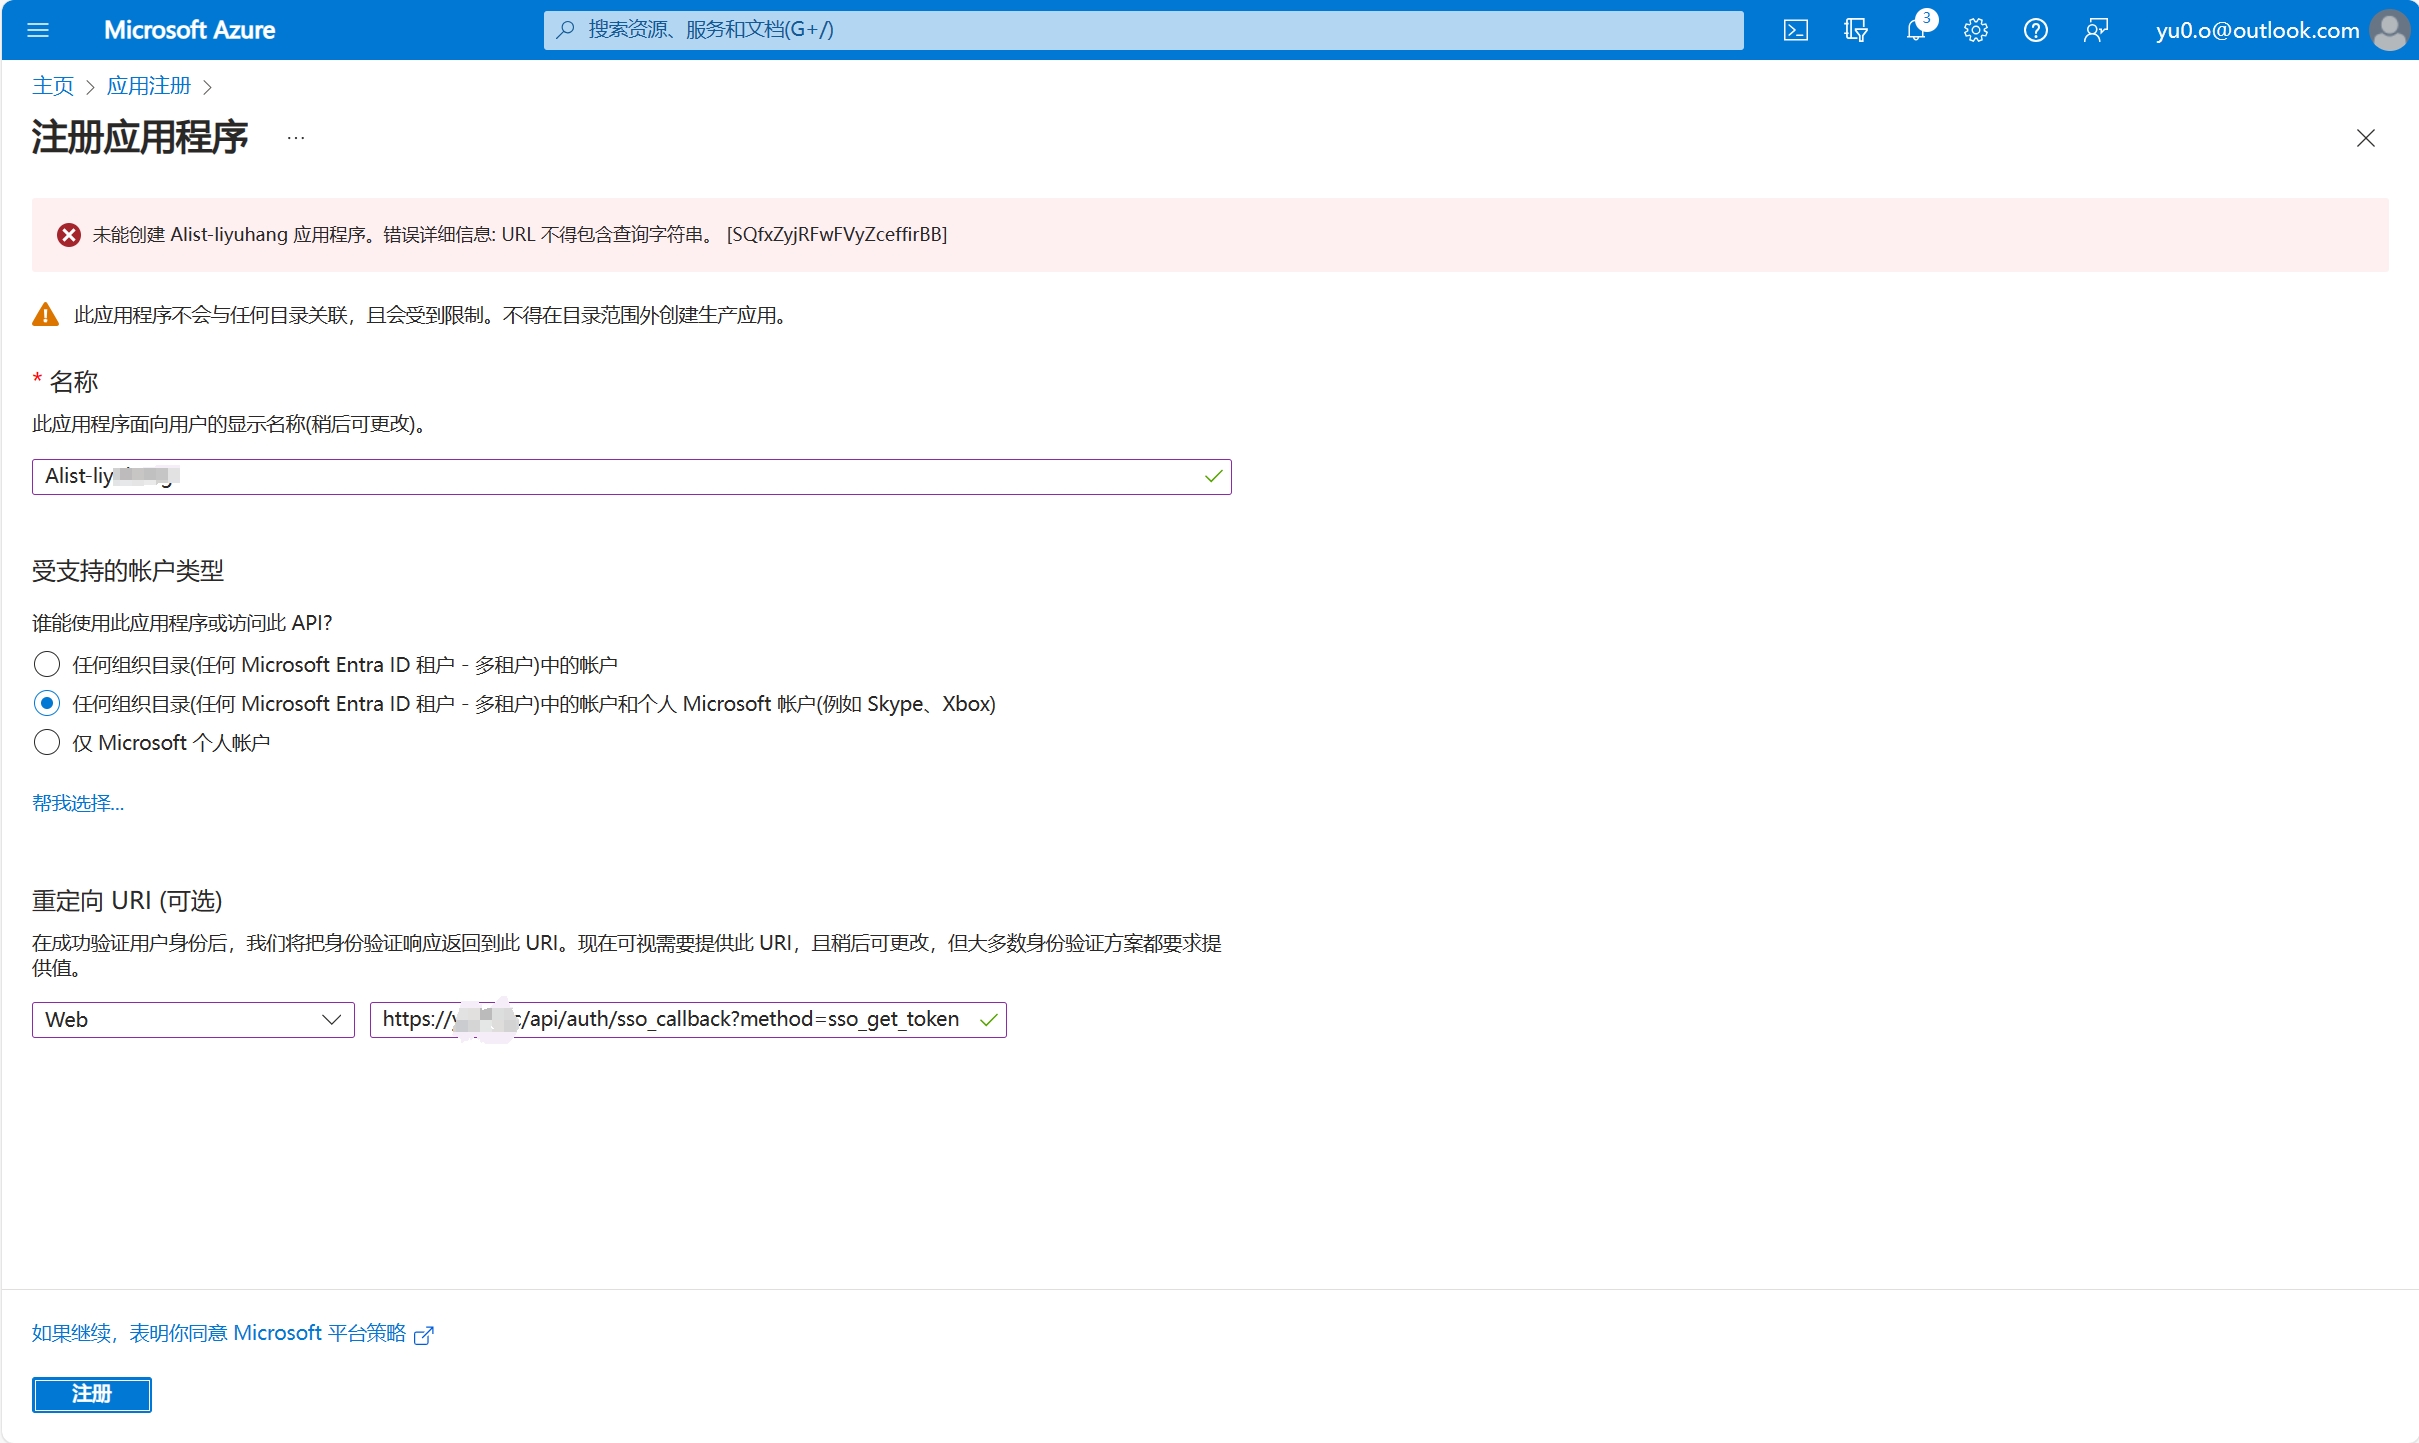 Microsoft Azure
搜索资源、服务和文档(G+/)
3
yu0.o@outlook.com
主页 > 应用注册 >
注册应用程序 ...
未能创建 Alist-liyuhang 应用程序。错误详细信息: URL 不得包含查询字符串。 [SQfxZyjRFwFVyZceffirBB]
此应用程序不会与任何目录关联，且会受到限制。不得在目录范围外创建生产应用。
* 名称
此应用程序面向用户的显示名称(稍后可更改)。
Alist-liy
受支持的帐户类型
谁能使用此应用程序或访问此 API?
任何组织目录(任何 Microsoft Entra ID 租户 - 多租户)中的帐户
任何组织目录(任何 Microsoft Entra ID 租户 - 多租户)中的帐户和个人 Microsoft 帐户(例如 Skype、Xbox)
仅 Microsoft 个人帐户
帮我选择...
重定向 URI (可选)
在成功验证用户身份后，我们将把身份验证响应返回到此 URI。现在可视需要提供此 URI，且稍后可更改，但大多数身份验证方案都要求提
供值。
Web
https:// /api/auth/sso_callback?method=sso_get_token
如果继续，表明你同意 Microsoft 平台策略
注册